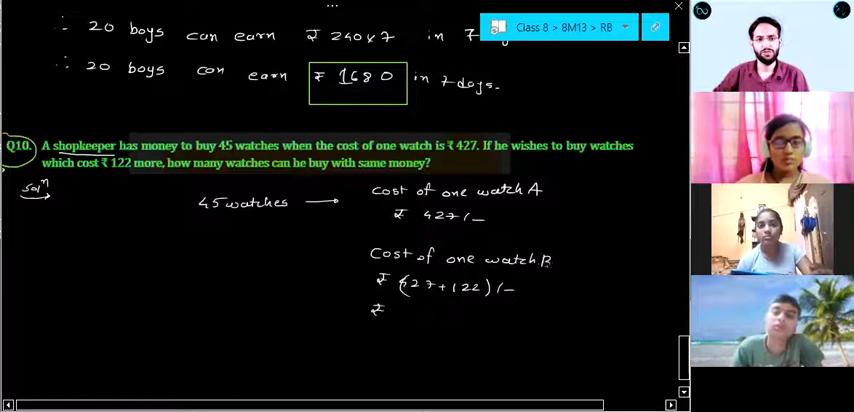 ∴ 20 boys can earn ₹ 240×7 in 7
Class 8 > 8M13 > RB
∴ 20 boys can earn ₹ 1680 in 7 days.
Q10. A shopkeeper has money to buy 45 watches when the cost of one watch is ₹ 427. If he wishes to buy watches
which cost ₹ 122 more, how many watches can he buy with same money?
Solⁿ
45 watches → cost of one watch A
₹ 427/–
Cost of one watch B
₹ (427+122)/–
₹